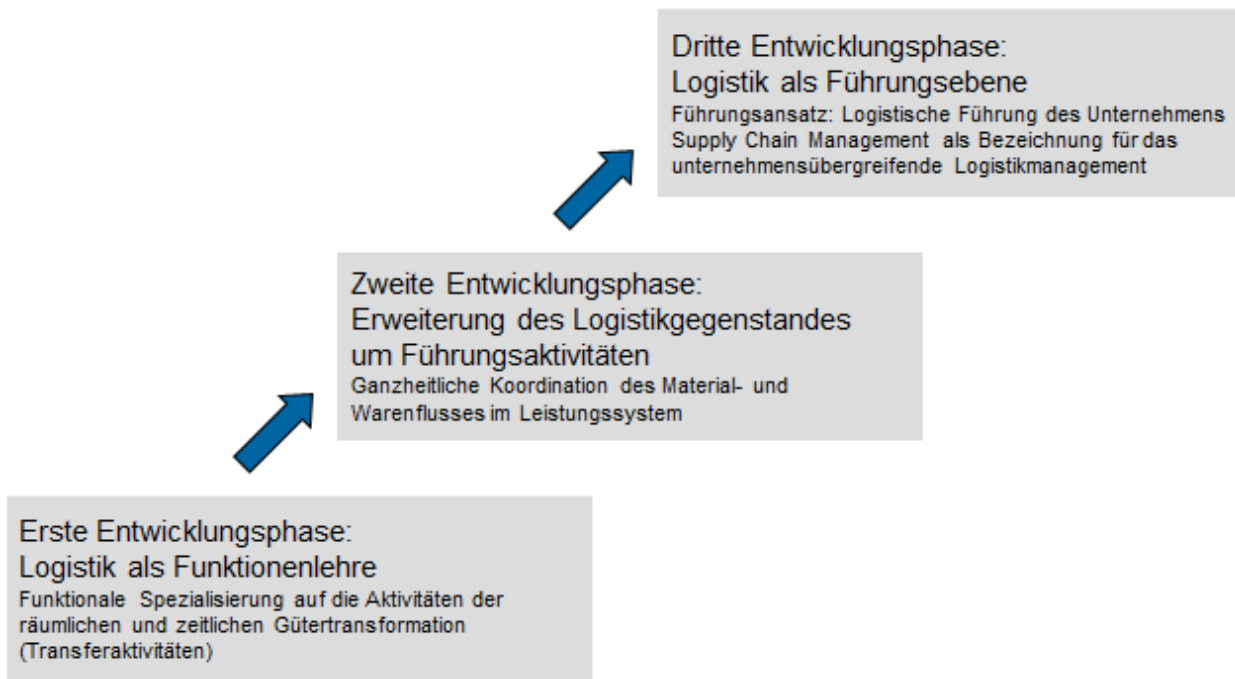 Dritte Entwicklungsphase:
Logistik als Führungsebene
Führungsansatz: Logistische Führung des Unternehmens
Supply Chain Management als Bezeichnung für das
unternehmensübergreifende Logistikmanagement
Zweite Entwicklungsphase:
Erweiterung des Logistikgegenstandes
um Führungsaktivitäten
Ganzheitliche Koordination des Material- und
Warenflusses im Leistungssystem
Erste Entwicklungsphase:
Logistik als Funktionenlehre
Funktionale Spezialisierung auf die Aktivitäten der
räumlichen und zeitlichen Gütertransformation
(Transferaktivitäten)